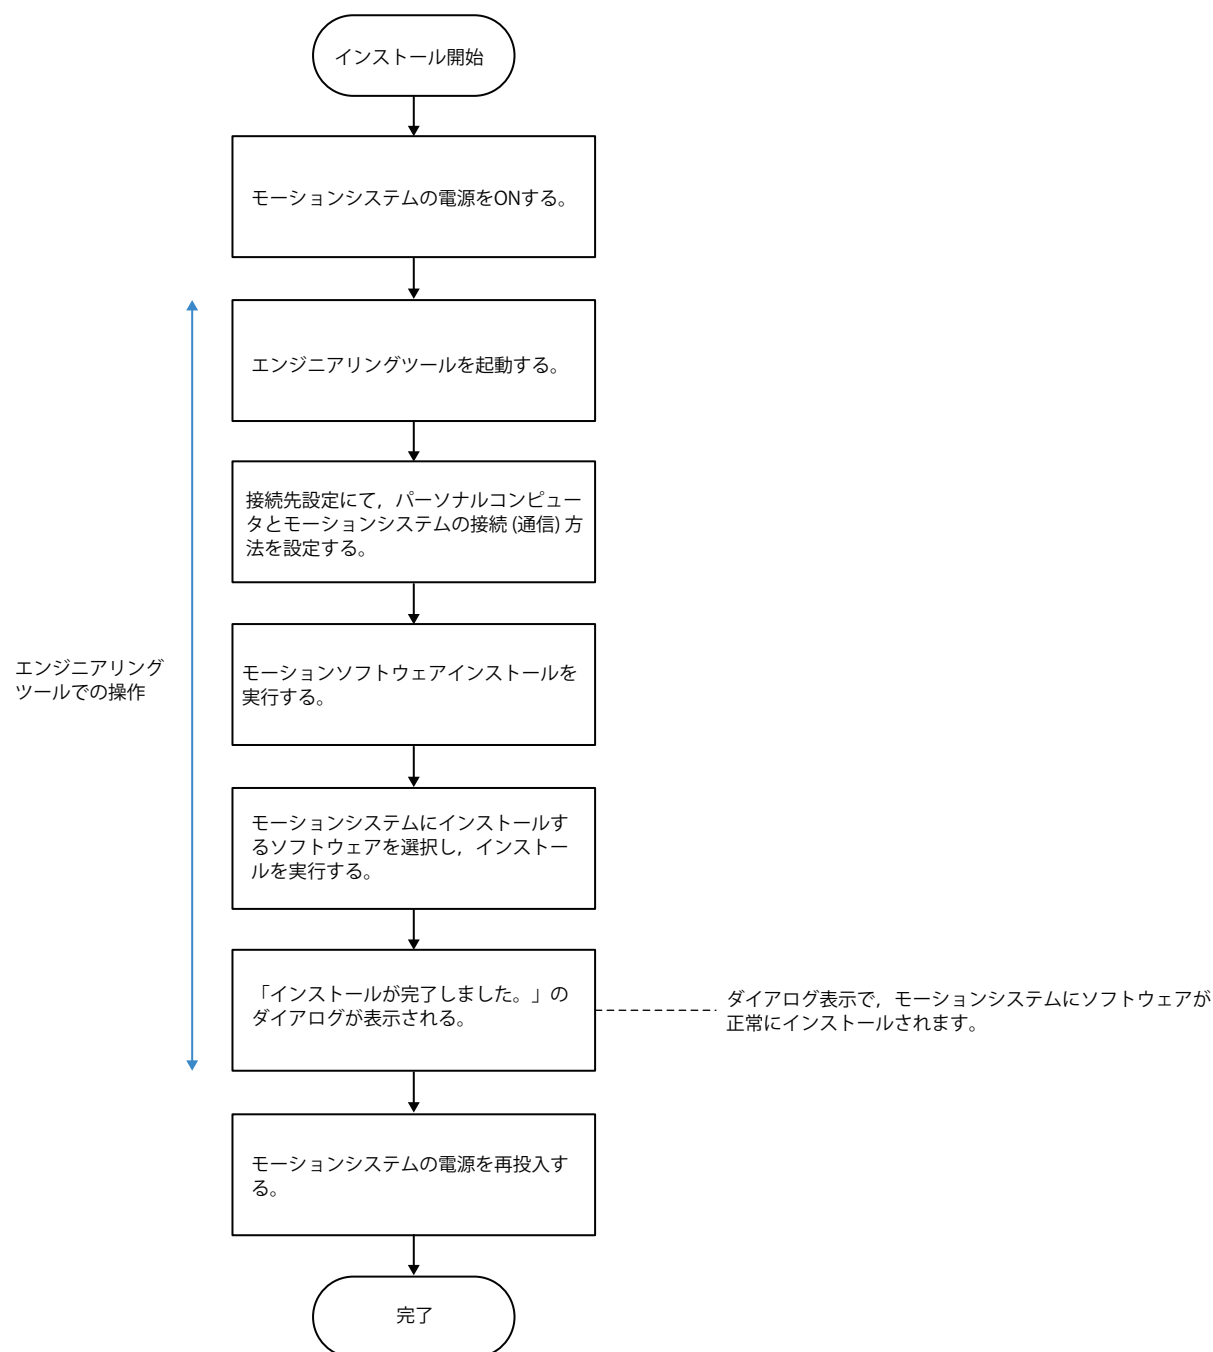 インストール開始
モーションシステムの電源をONする。
エンジニアリングツールを起動する。
接続先設定にて，パーソナルコンピュー
タとモーションシステムの接続 (通信) 方
法を設定する。
エンジニアリング
ツールでの操作
モーションソフトウェアインストールを
実行する。
モーションシステムにインストールす
るソフトウェアを選択し，インストー
ルを実行する。
「インストールが完了しました。」の
ダイアログが表示される。
ダイアログ表示で，モーションシステムにソフトウェアが
正常にインストールされます。
モーションシステムの電源を再投入す
る。
完了